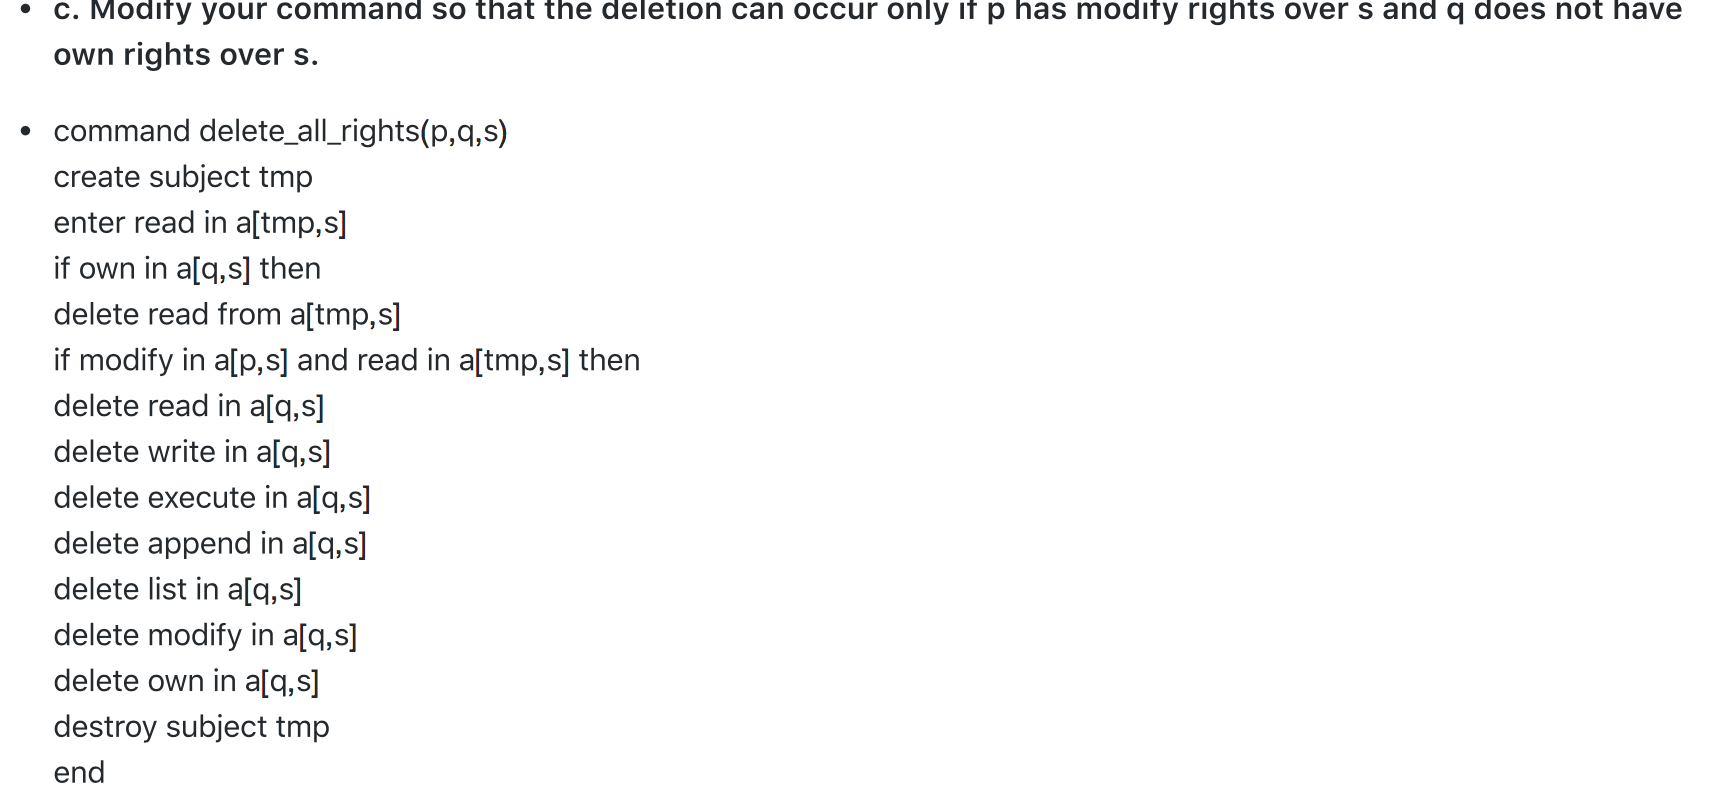 • c. Modify your command so that the deletion can occur only if p has modify rights over s and q does not have
own rights over s.
• command delete_all_rights(p,q,s)
create subject tmp
enter read in a[tmp,s]
if own in a[q,s] then
delete read from a[tmp,s]
if modify in a[p,s] and read in a[tmp,s] then
delete read in a[q,s]
delete write in a[q,s]
delete execute in a[q,s]
delete append in a[q,s]
delete list in a[q,s]
delete modify in a[q,s]
delete own in a[q,s]
destroy subject tmp
end